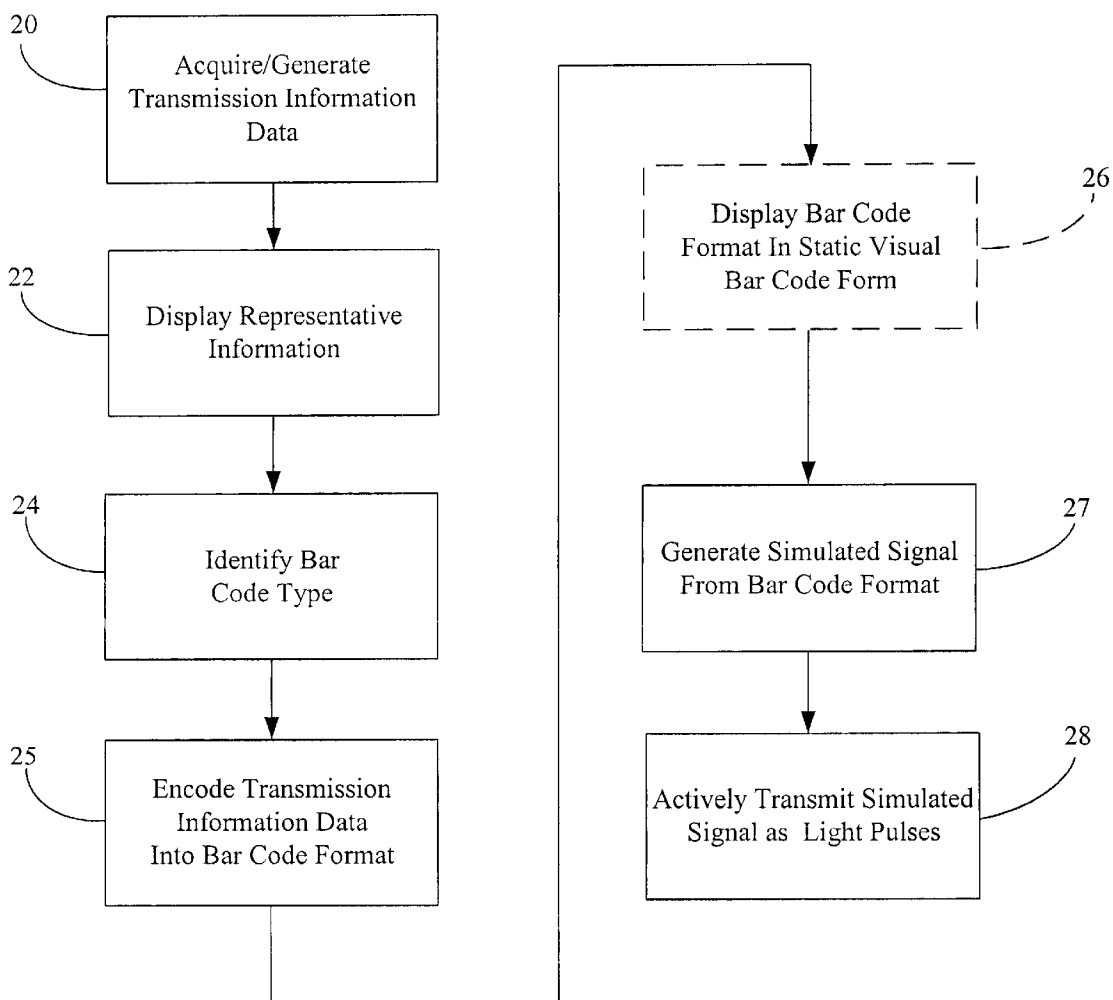 20
Acquire/Generate
Transmission Information
Data
22
Display Representative
Information
24
Identify Bar
Code Type
25
Encode Transmission
Information Data
Into Bar Code Format
26
Display Bar Code
Format In Static Visual
Bar Code Form
27
Generate Simulated Signal
From Bar Code Format
28
Actively Transmit Simulated
Signal as Light Pulses